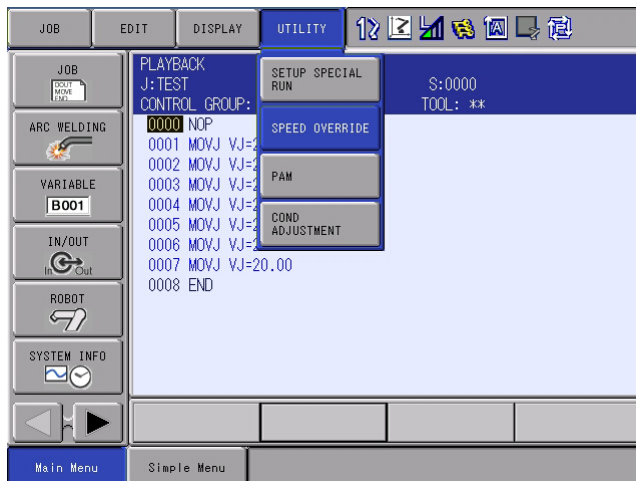 JOB EDIT DISPLAY UTILITY
JOB
DOUT
MOVE
END
ARC WELDING
VARIABLE
B001
IN/OUT
In Out
ROBOT
SYSTEM INFO
PLAYBACK
J:TEST S:0000
CONTROL GROUP: TOOL: **
0000 NOP
0001 MOVJ VJ=2
0002 MOVJ VJ=2
0003 MOVJ VJ=2
0004 MOVJ VJ=2
0005 MOVJ VJ=2
0006 MOVJ VJ=2
0007 MOVJ VJ=20.00
0008 END
SETUP SPECIAL
RUN
SPEED OVERRIDE
PAM
COND
ADJUSTMENT
Main Menu Simple Menu